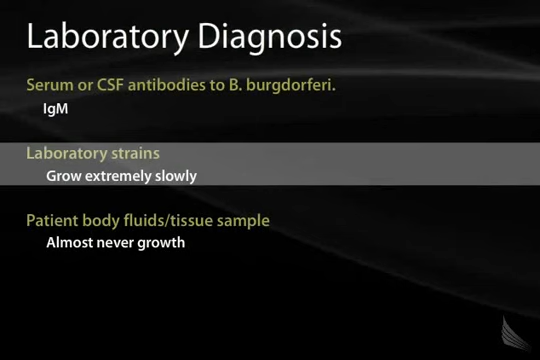 Laboratory Diagnosis
Serum or CSF antibodies to B. burgdorferi.
IgM
Laboratory strains
Grow extremely slowly
Patient body fluids/tissue sample
Almost never growth